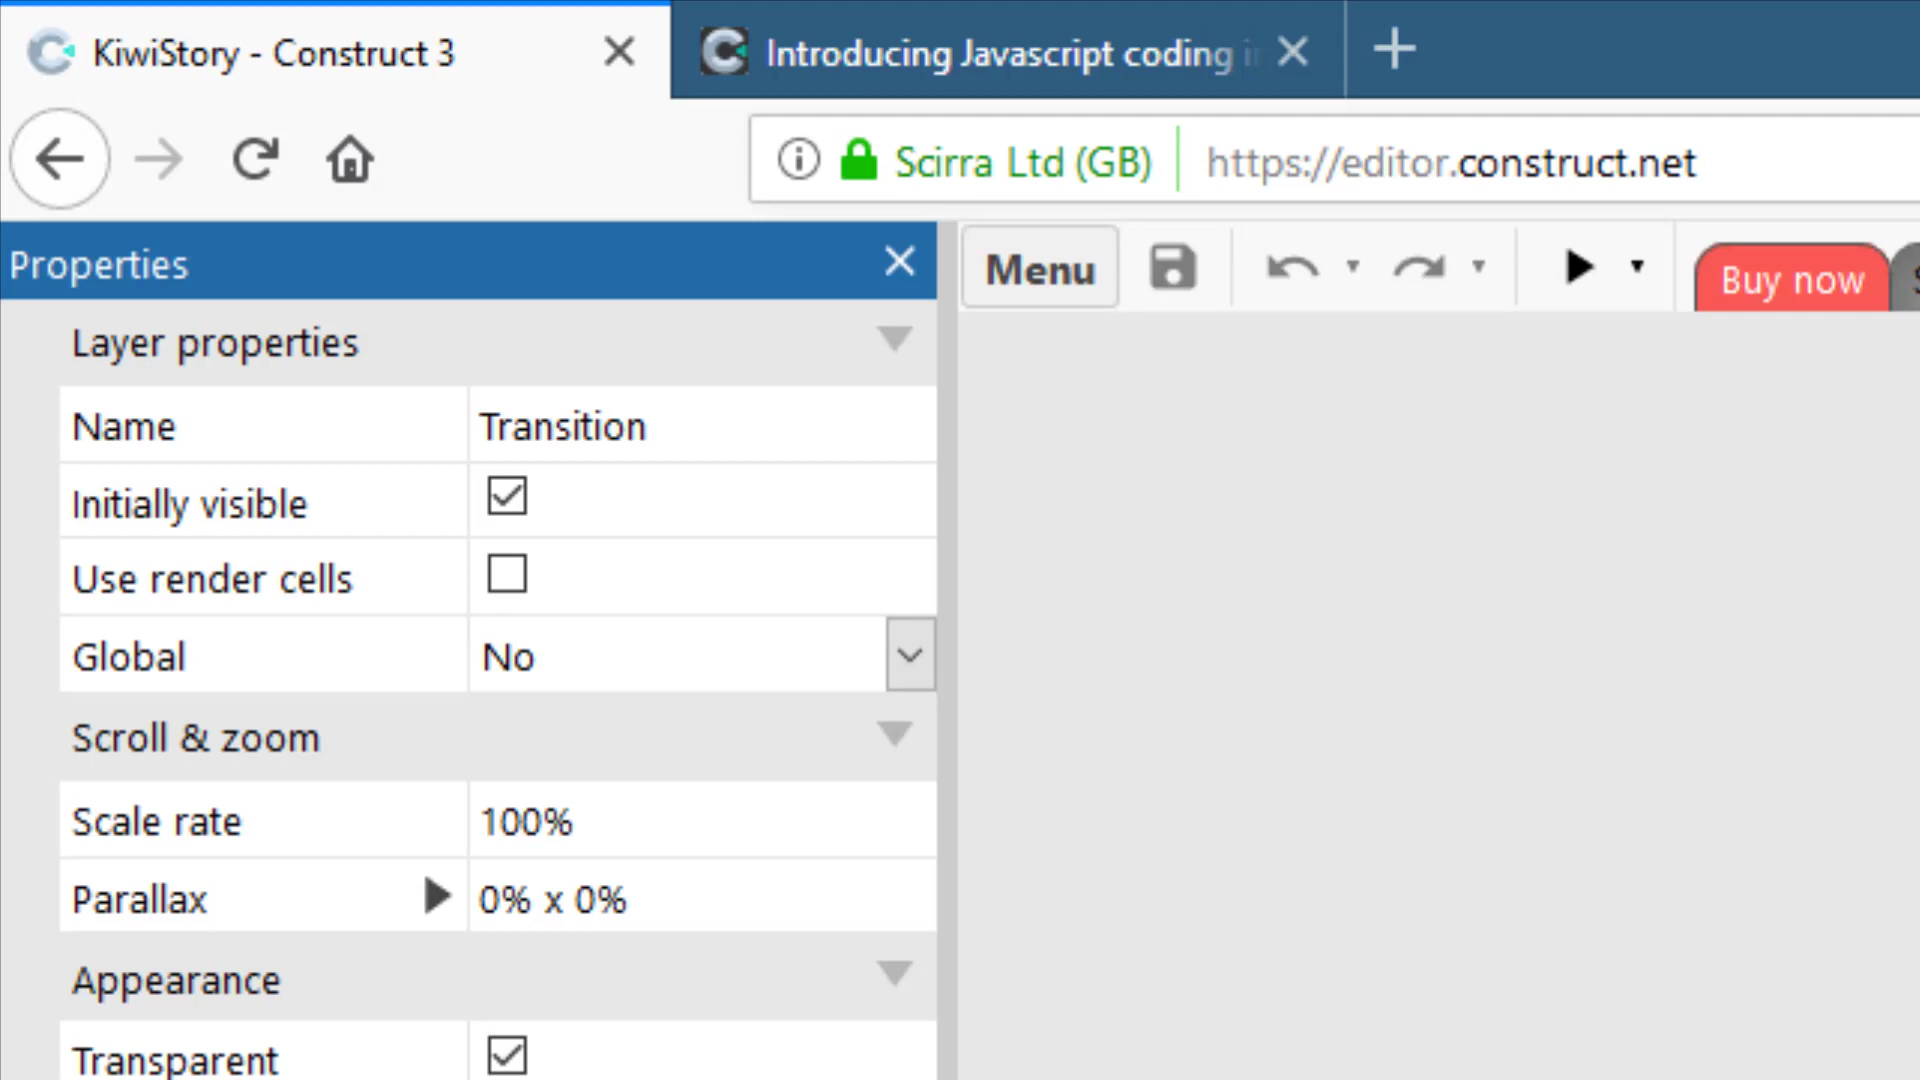 KiwiStory - Construct 3
Introducing Javascript coding i
Scirra Ltd (GB)
https://editor.construct.net
Properties
Menu
Buy now
Layer properties
Name
Transition
Initially visible
Use render cells
Global
No
Scroll & zoom
Scale rate
100%
Parallax
0% x 0%
Appearance
Transparent